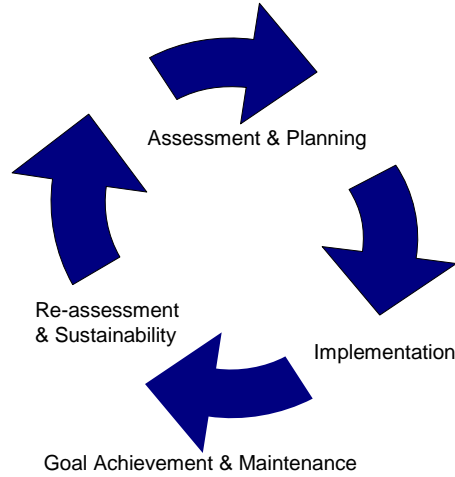 Assessment & Planning
Implementation
Goal Achievement & Maintenance
Re-assessment
& Sustainability